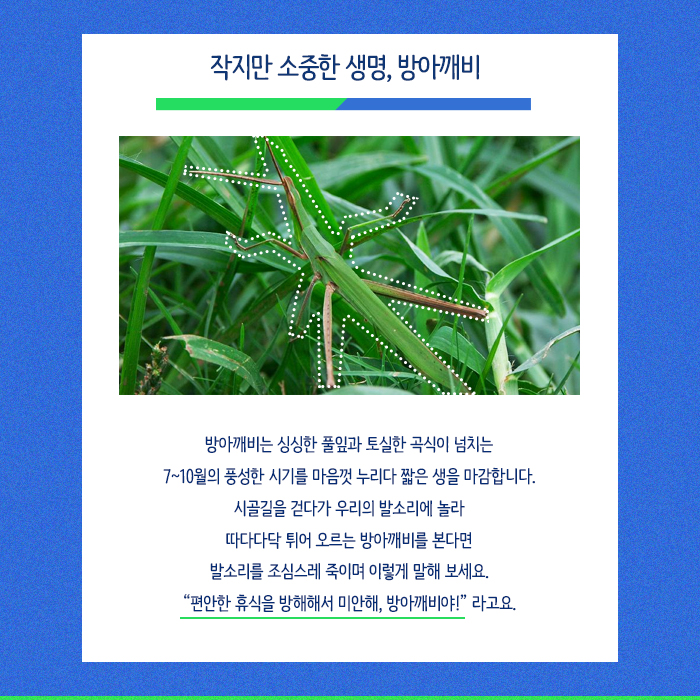 작지만 소중한 생명, 방아깨비
방아깨비는 싱싱한 풀잎과 토실한 곡식이 넘치는
7~10월의 풍성한 시기를 마음껏 누리다 짧은 생을 마감합니다.
시골길을 걷다가 우리의 발소리에 놀라
따다다닥 튀어 오르는 방아깨비를 본다면
발소리를 조심스레 죽이며 이렇게 말해 보세요.
“편안한 휴식을 방해해서 미안해, 방아깨비야!” 라고요.